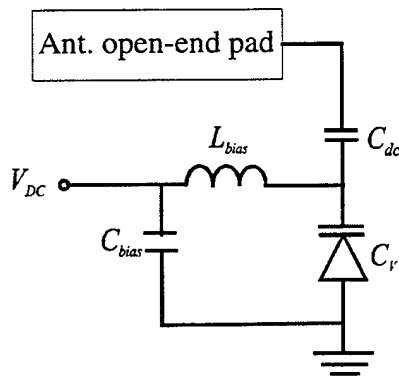 Ant. open-end pad
L_bias
C_dc
V_DC
C_bias
C_V